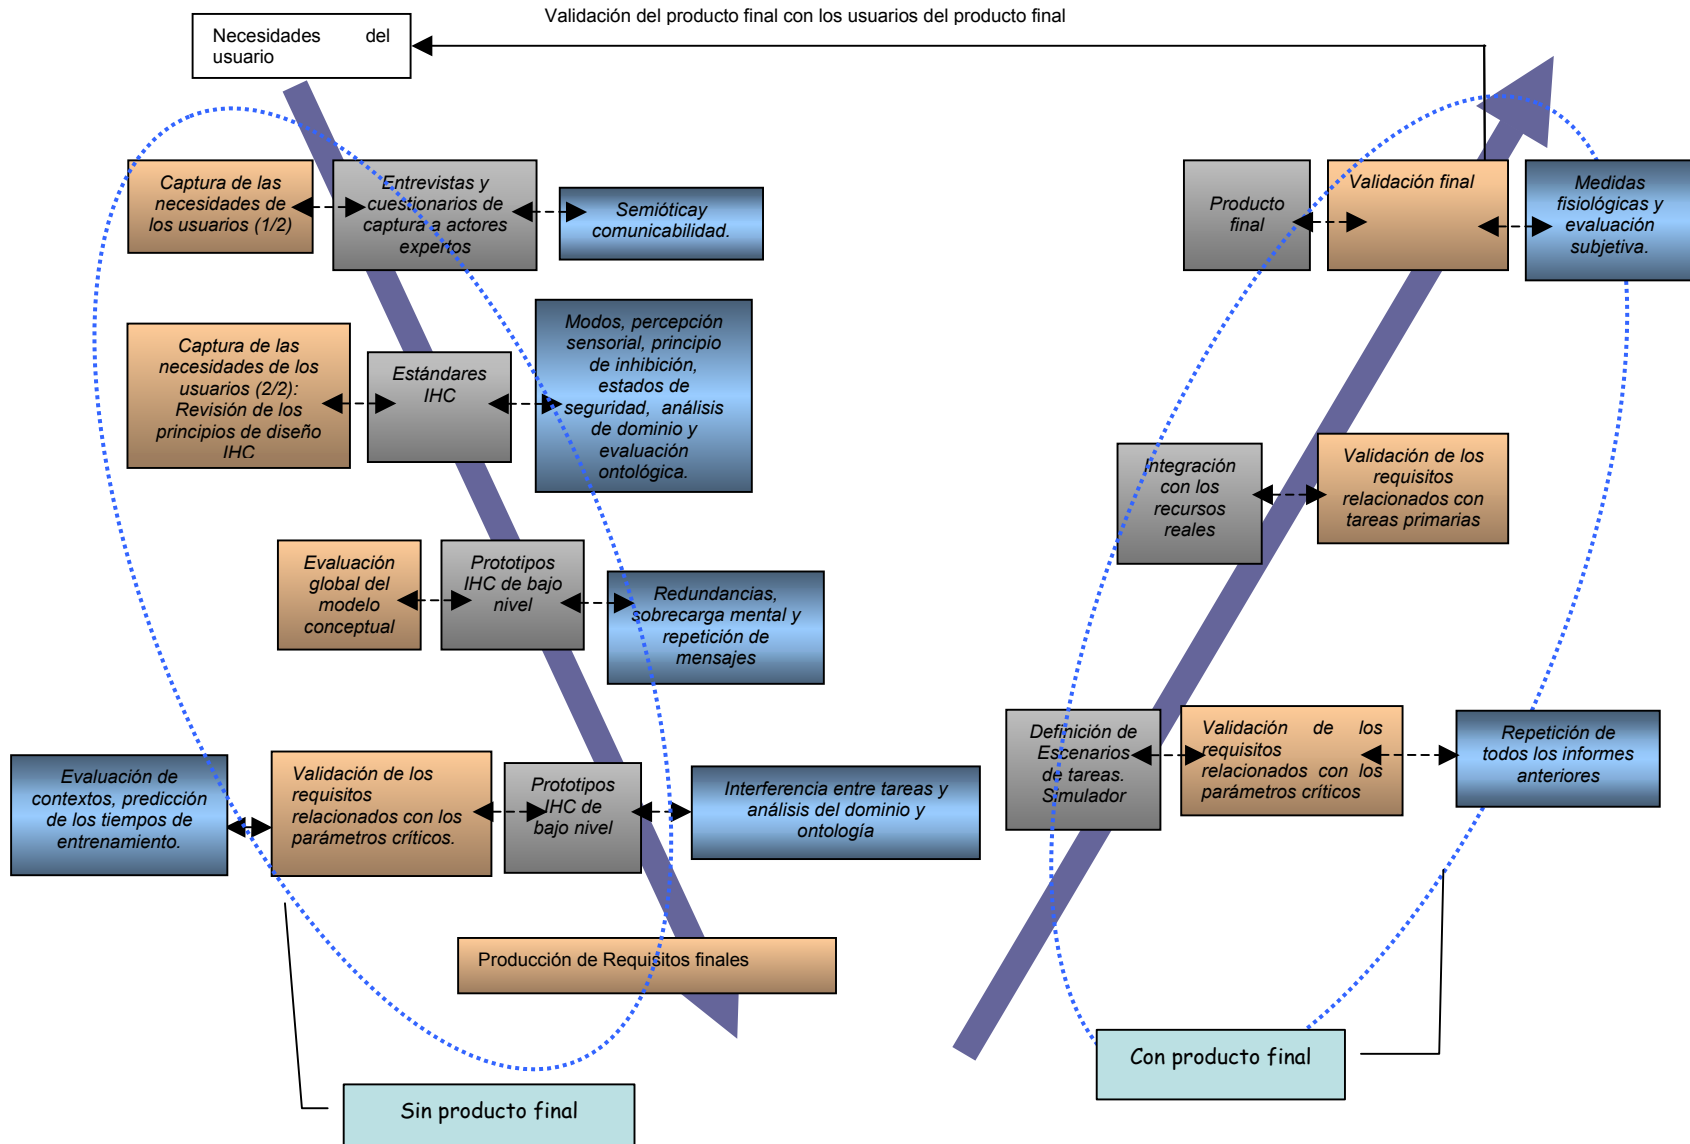 Validación del producto final con los usuarios del producto final
Necesidades del
usuario
Captura de las
necesidades de
los usuarios (1/2)
Entrevistas y
cuestionarios de
captura a actores
expertos
Semióticay
comunicabilidad.
Producto
final
Validación final
Medidas
fisiológicas y
evaluación
subjetiva.
Captura de las
necesidades de los
usuarios (2/2):
Revisión de los
principios de diseño
IHC
Estándares
IHC
Modos, percepción
sensorial, principio
de inhibición,
estados de
seguridad, análisis
de dominio y
evaluación
ontológica.
Integración
con los
recursos
reales
Validación de los
requisitos
relacionados con
tareas primarias
Evaluación
global del
modelo
conceptual
Prototipos
IHC de bajo
nivel
Redundancias,
sobrecarga mental y
repetición de
mensajes
Definición de
Escenarios
de tareas.
Simulador
Validación de los
requisitos
relacionados con los
parámetros críticos
Repetición de
todos los informes
anteriores
Evaluación de
contextos, predicción
de los tiempos de
entrenamiento.
Validación de los
requisitos
relacionados con los
parámetros críticos.
Prototipos
IHC de
bajo nivel
Interferencia entre tareas y
análisis del dominio y
ontología
Producción de Requisitos finales
Con producto final
Sin producto final